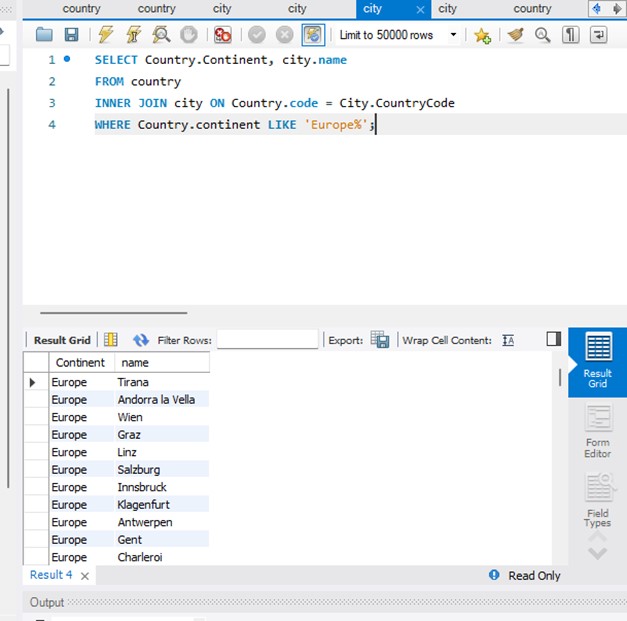 country country city city city city country
Limit to 50000 rows
1 SELECT Country.Continent, city.name
2 FROM country
3 INNER JOIN city ON Country.code = City.CountryCode
4 WHERE Country.continent LIKE 'Europe%';
Result Grid Filter Rows: Export: Wrap Cell Content: IA
Continent name
Europe Tirana
Europe Andorra la Vella
Europe Wien
Europe Graz
Europe Linz
Europe Salzburg
Europe Innsbruck
Europe Klagenfurt
Europe Antwerpen
Europe Gent
Europe Charleroi
Result
Grid
Form
Editor
Field
Types
Result 4 Read Only
Output